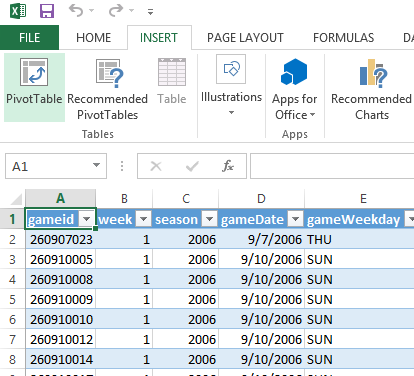 FILE HOME INSERT PAGE LAYOUT FORMULAS
PivotTable Recommended PivotTables Table Illustrations Apps for Office Recommended Charts
Tables Apps
A1 fx
A B C D E
1 gameid week season gameDate gameWeekday
2 260907023 1 2006 9/7/2006 THU
3 260910005 1 2006 9/10/2006 SUN
4 260910008 1 2006 9/10/2006 SUN
5 260910009 1 2006 9/10/2006 SUN
6 260910010 1 2006 9/10/2006 SUN
7 260910012 1 2006 9/10/2006 SUN
8 260910014 1 2006 9/10/2006 SUN